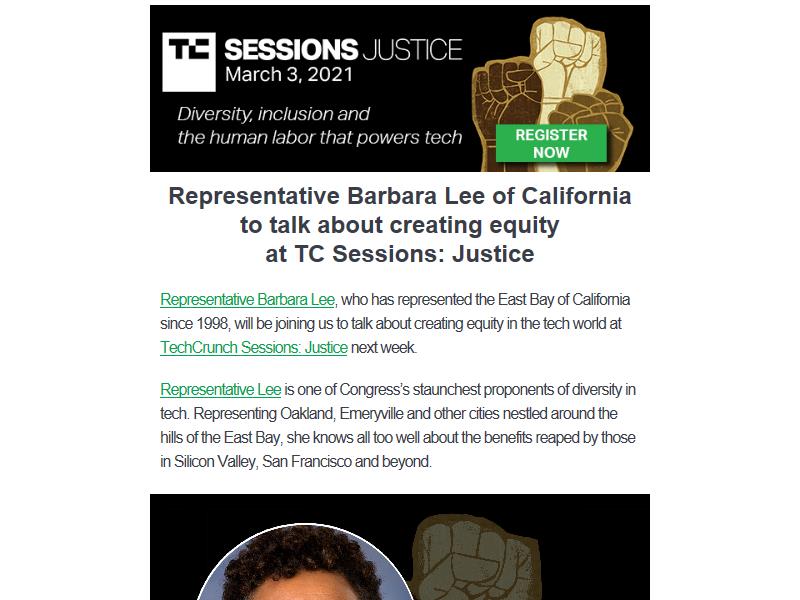 TC SESSIONS JUSTICE
March 3, 2021
Diversity, inclusion and
the human labor that powers tech
REGISTER
NOW
Representative Barbara Lee of California
to talk about creating equity
at TC Sessions: Justice
Representative Barbara Lee, who has represented the East Bay of California
since 1998, will be joining us to talk about creating equity in the tech world at
TechCrunch Sessions: Justice next week.
Representative Lee is one of Congress’s staunchest proponents of diversity in
tech. Representing Oakland, Emeryville and other cities nestled around the
hills of the East Bay, she knows all too well about the benefits reaped by those
in Silicon Valley, San Francisco and beyond.